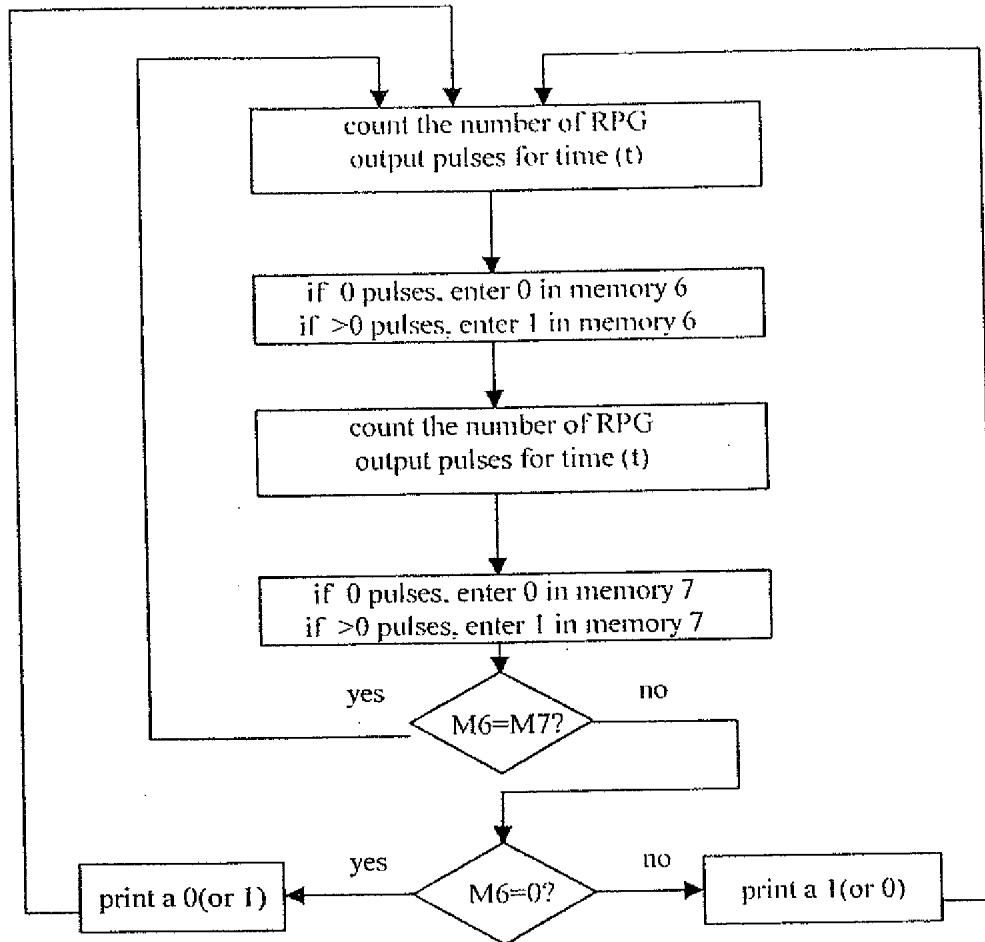 count the number of RPG
output pulses for time (t)
if 0 pulses, enter 0 in memory 6
if >0 pulses, enter 1 in memory 6
count the number of RPG
output pulses for time (t)
if 0 pulses, enter 0 in memory 7
if >0 pulses, enter 1 in memory 7
yes
no
M6=M7?
yes
no
print a 0(or 1)
M6=0?
print a 1(or 0)